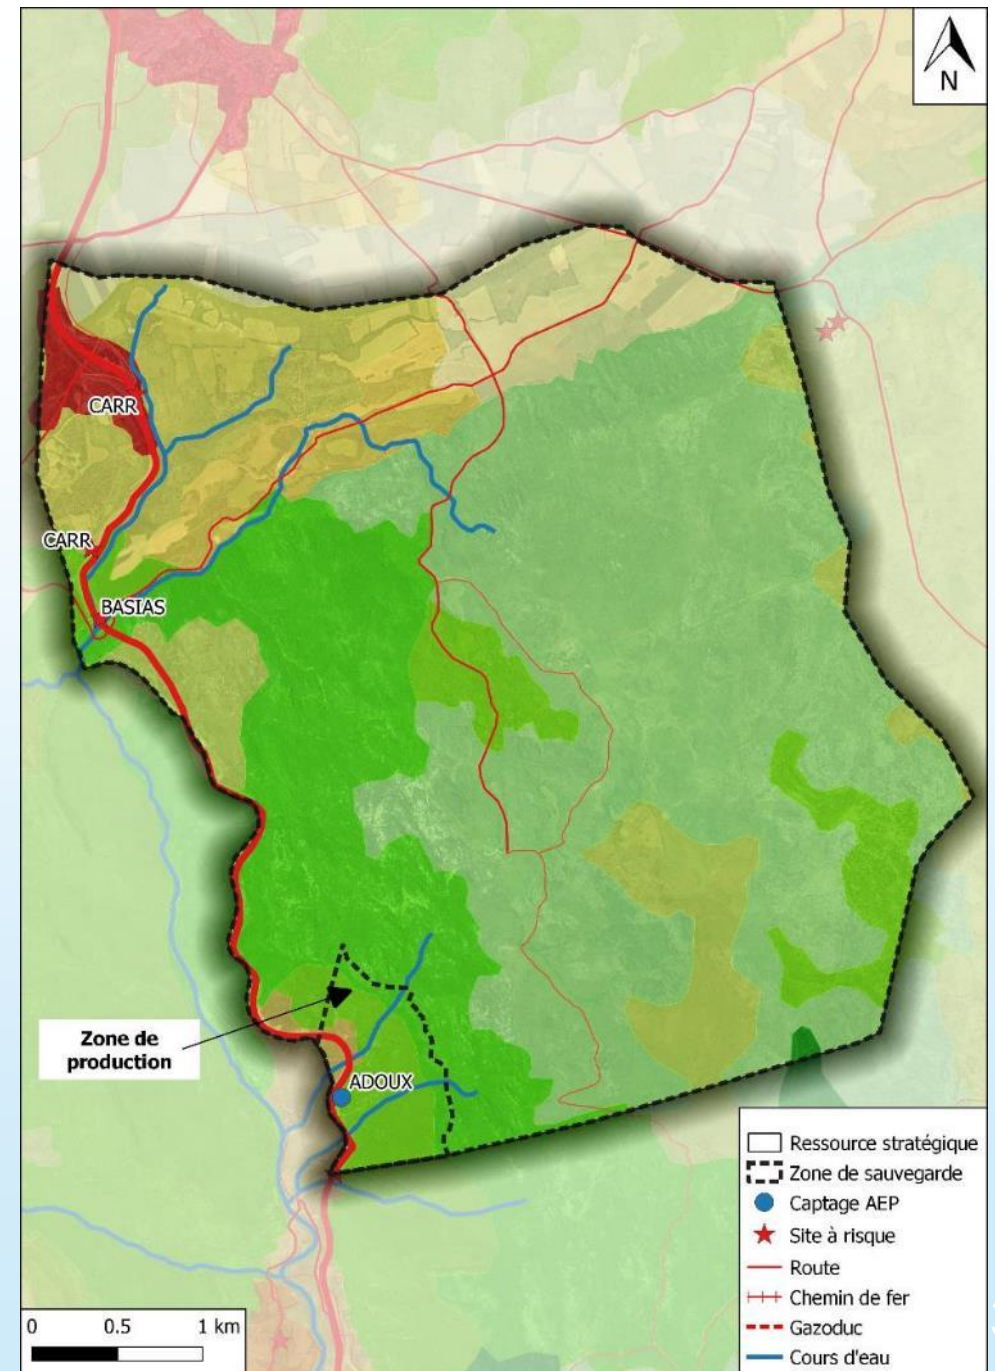 N
CARR
CARR
BASIAS
Zone de
production
ADOUX
Ressource stratégique
Zone de sauvegarde
Captage AEP
Site à risque
Route
Chemin de fer
Gazoduc
Cours d'eau
0 0.5 1 km